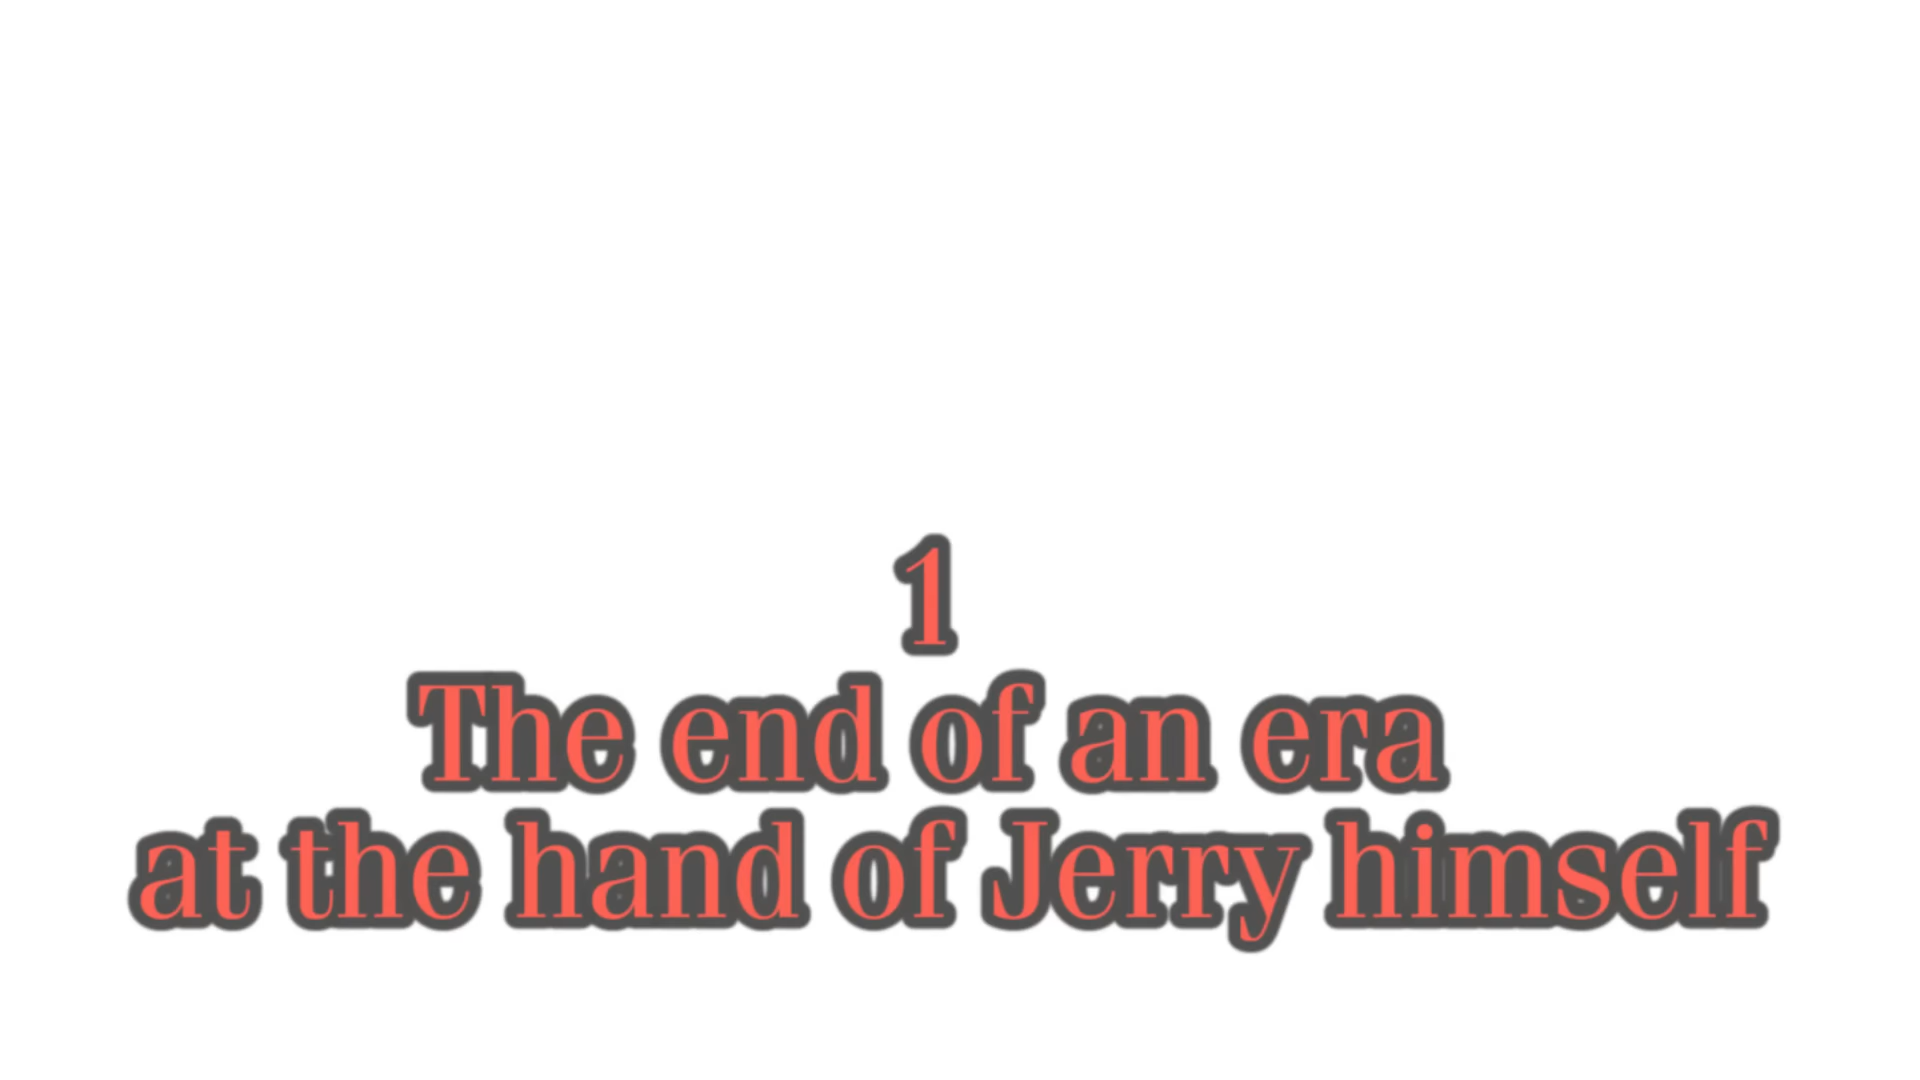 1
The end of an era
at the hand of Jerry himself